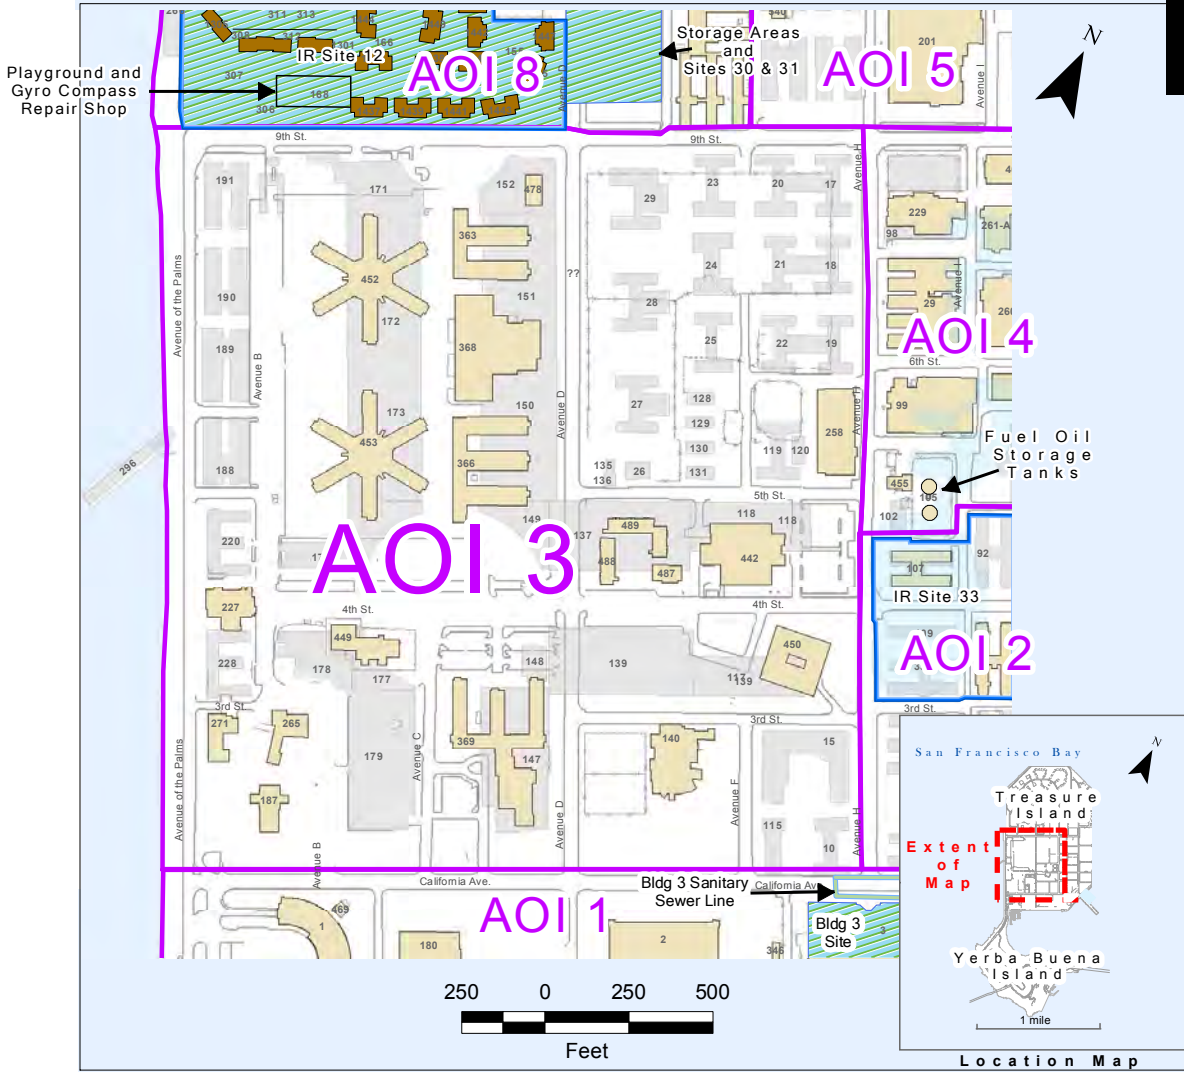 311 313
308 312
301 166
IR Site 12
307
168
306
AOI 8
Playground and
Gyro Compass
Repair Shop
Storage Areas
and
Sites 30 & 31
AOI 5
201
Avenue I
N
9th St.
9th St.
Avenue H
191
171
152
478
29
23
20
17
229
98
261-A
363
452
190
172
151
??
24
21
18
28
29
Avenue I
AOI 4
6th St.
Avenue of the Palms
189
Avenue B
368
25
22
19
173
150
Avenue D
27
128
129
130
131
258
99
453
366
119
120
188
296
135
136
26
Fuel Oil
Storage
Tanks
455
105
102
5th St.
149
118
118
137
489
488
487
442
220
AOI 3
92
107
IR Site 33
AOI 2
227
4th St.
4th St.
449
228
178
177
148
139
117
139
450
3rd St.
3rd St.
3rd St.
271
265
369
147
140
15
179
Avenue C
Avenue of the Palms
187
Avenue D
Avenue F
115
10
Avenue H
Avenue B
California Ave.
Bldg 3 Sanitary
Sewer Line
California Av
AOI 1
469
1
180
2
346
Bldg 3
Site
3
San Francisco Bay
N
Treasure
Island
Extent
of
Map
Yerba Buena
Island
1 mile
Location Map
250 0 250 500
Feet